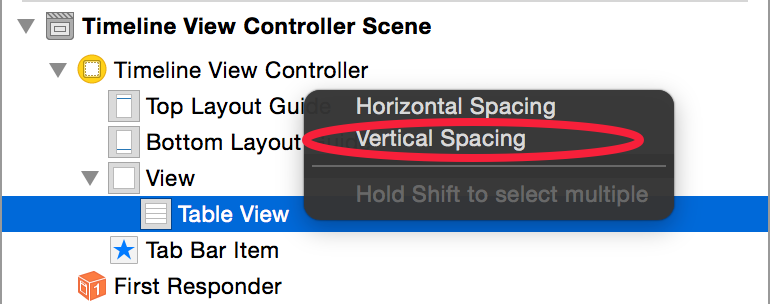 Timeline View Controller Scene
Timeline View Controller
Top Layout Guide
Horizontal Spacing
Bottom Layout
Vertical Spacing
View
Hold Shift to select multiple
Table View
Tab Bar Item
First Responder